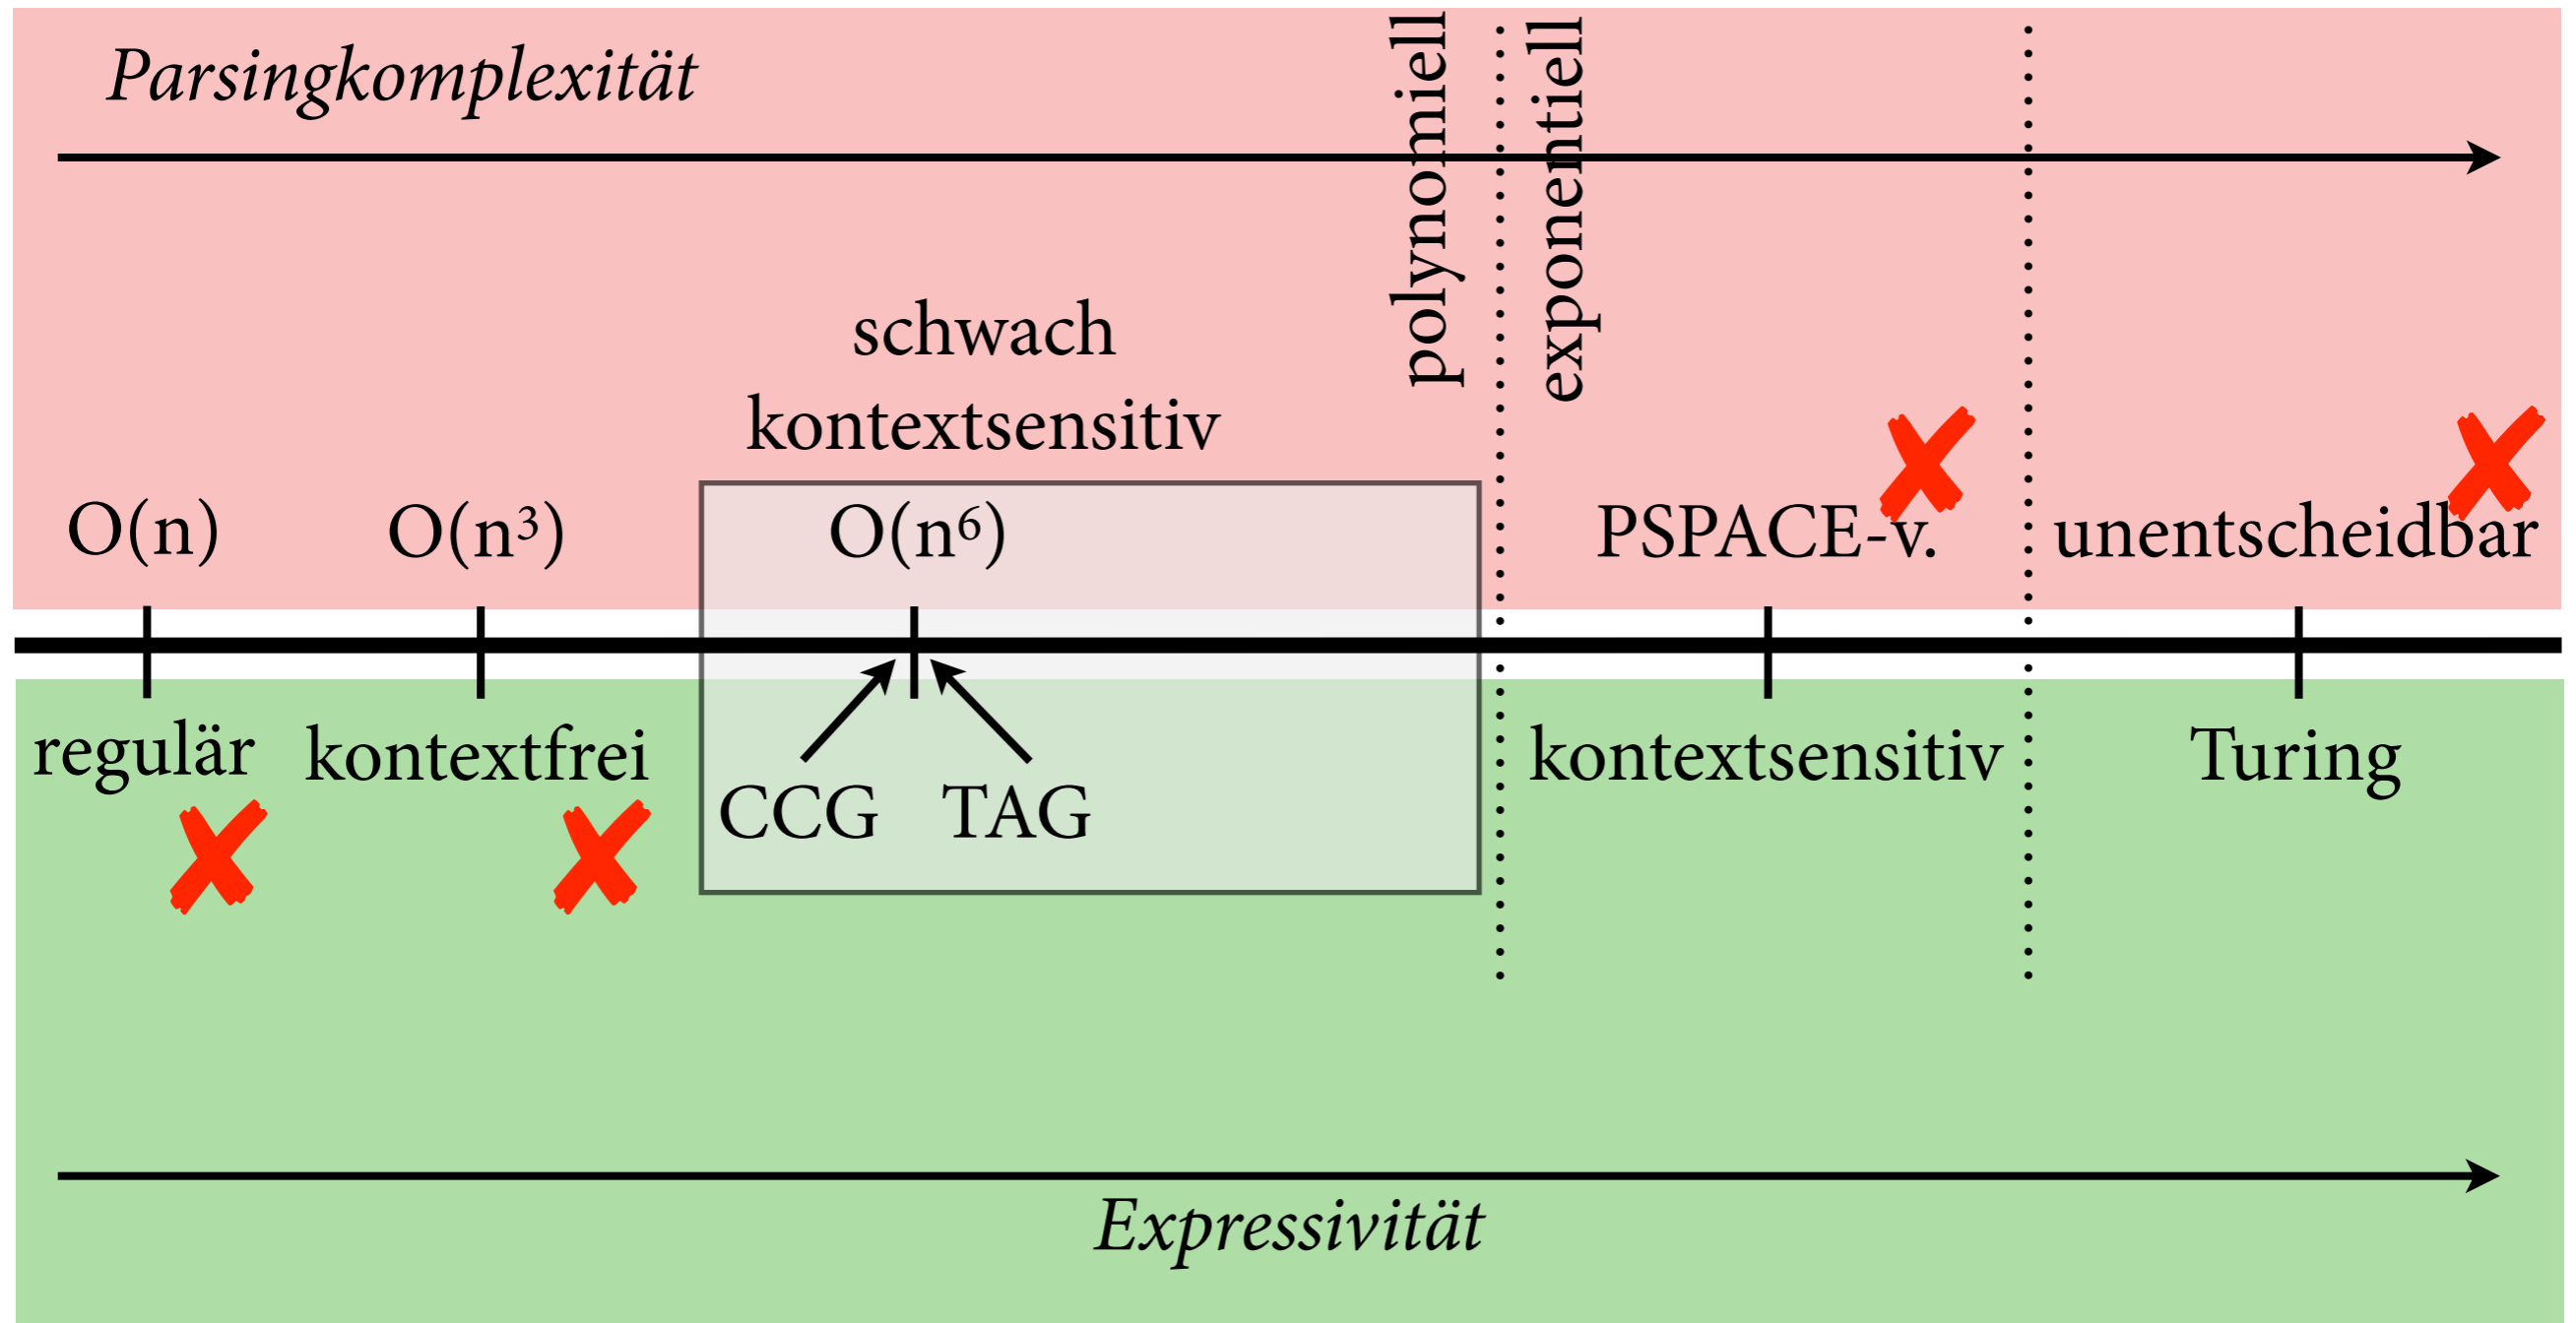 Parsingkomplexität
polynomiell
exponentiell
schwach
kontextsensitiv
O(n)
O(n³)
O(n⁶)
PSPACE-v.
unentscheidbar
regulär
kontextfrei
CCG
TAG
kontextsensitiv
Turing
Expressivität